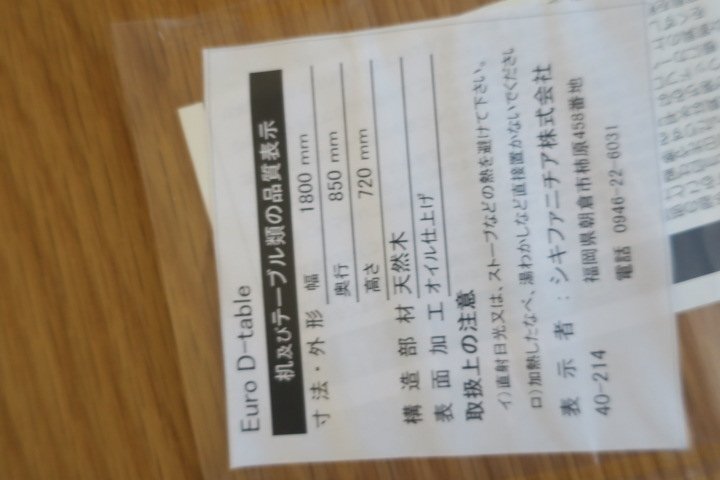 Euro D-table
机及びテーブル類の品質表示
寸法・外形 幅 1800 mm
奥行 850 mm
高さ 720 mm
構造部材 天然木
表面加工 オイル仕上げ
取扱上の注意
イ)直射日光又は、ストーブなどの熱を避けて下さい。
ロ)加熱したなべ、湯わかしなど直接置かないでください
表示者:シキファニチア株式会社
福岡県朝倉市柿原458番地
40-214 電話 0946-22-6031